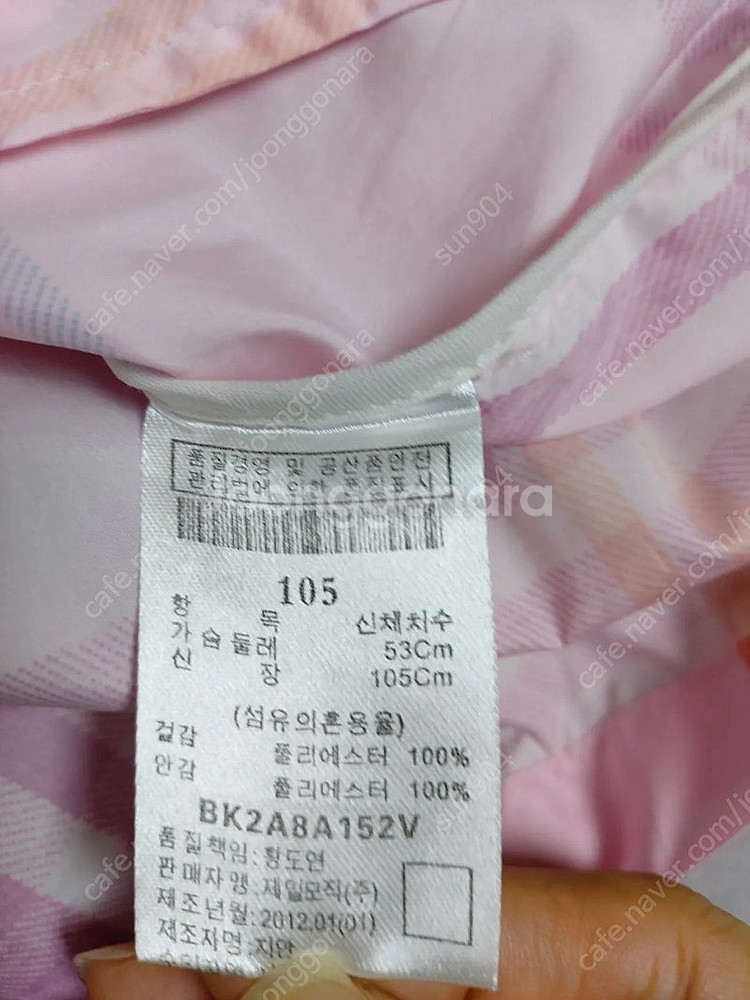 품질경영 및 공산품안전
관리법에 의한 품질표시
105
항 목 신체치수
가슴둘레 53Cm
신 장 105Cm
(섬유의혼용율)
겉감 폴리에스터 100%
안감 폴리에스터 100%
BK2A8A152V
품질책임 : 황도연
판매자명 : 제일모직(주)
제조년월 : 2012.01(01)
제조자명 : 지안
joonggonara
cafe.naver.com/joonggonara
sun904